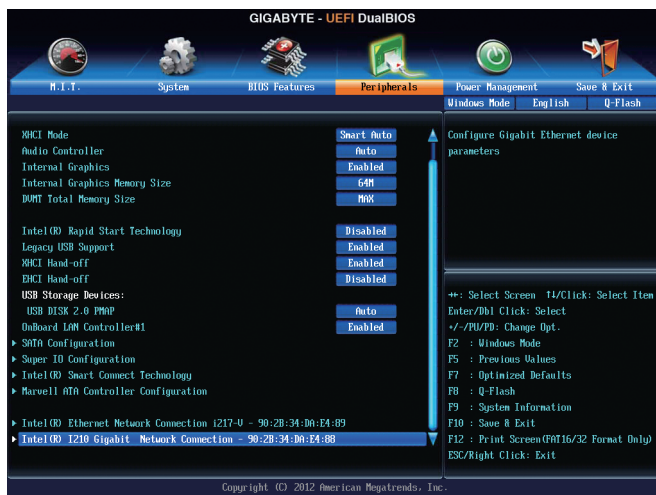 GIGABYTE - UEFI DualBIOS
M.I.T. System BIOS Features Peripherals Power Management Save & Exit
Windows Mode English Q-Flash
XHCI Mode Smart Auto
Audio Controller Auto
Internal Graphics Enabled
Internal Graphics Memory Size 64M
DVMT Total Memory Size MAX
Intel(R) Rapid Start Technology Disabled
Legacy USB Support Enabled
XHCI Hand-off Enabled
EHCI Hand-off Disabled
USB Storage Devices:
USB DISK 2.0 PMAP Auto
OnBoard LAN Controller#1 Enabled
SATA Configuration
Super IO Configuration
Intel(R) Smart Connect Technology
Marvell ATA Controller Configuration
Intel(R) Ethernet Network Connection i217-V - 90:2B:34:DA:E4:89
Intel(R) I210 Gigabit Network Connection - 90:2B:34:DA:E4:88
Configure Gigabit Ethernet device
parameters
→←: Select Screen ↑↓/Click: Select Item
Enter/Dbl Click: Select
+/-/PU/PD: Change Opt.
F2 : Windows Mode
F5 : Previous Values
F7 : Optimized Defaults
F8 : Q-Flash
F9 : System Information
F10 : Save & Exit
F12 : Print Screen(FAT16/32 Format Only)
ESC/Right Click: Exit
Copyright (C) 2012 American Megatrends, Inc.